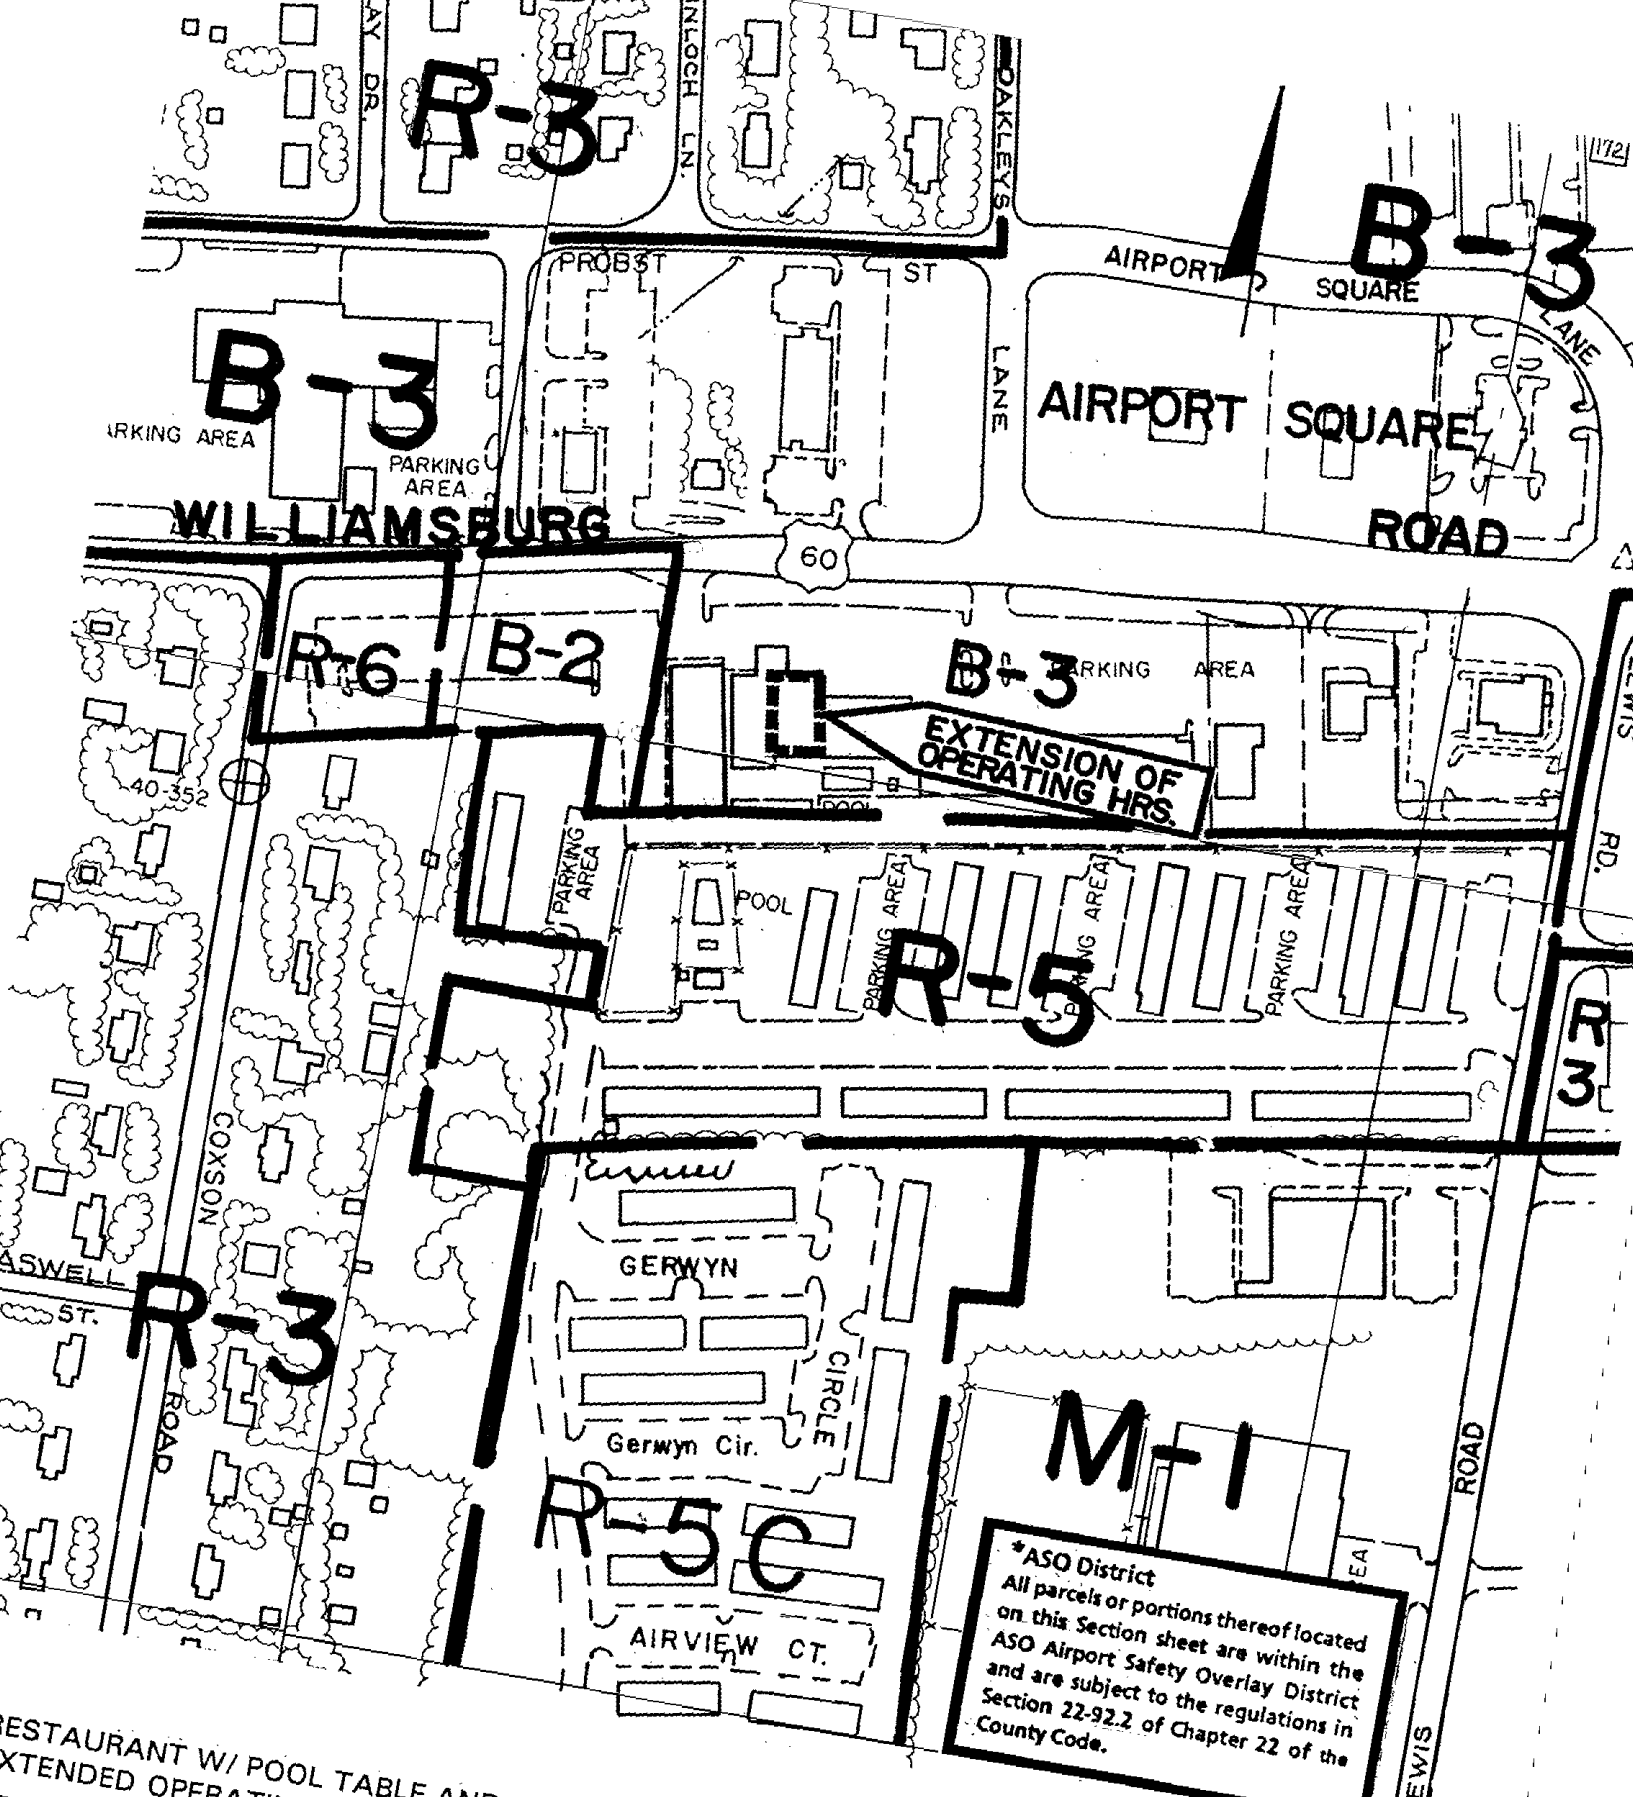 DR.
LN.
OAKLEYS
172
R-3
B-3
PROBST ST
AIRPORT SQUARE LANE
B-3
LANE
AIRPORT SQUARE
PARKING AREA
PARKING
AREA
WILLIAMSBURG ROAD
60
R-6
B-2
B-3
PARKING AREA
EXTENSION OF
OPERATING HRS.
POOL
40-352
RD.
PARKING
AREA
POOL
PARKING AREA
PARKING AREA
PARKING AREA
R-5
R
3
COXSON
ROAD
ST.
R-3
GERWYN
CIRCLE
Gerwyn Cir.
M-1
ROAD
R-5C
AIRVIEW CT.
*ASO District
All parcels or portions thereof located
on this Section sheet are within the
ASO Airport Safety Overlay District
and are subject to the regulations in
Section 22-92.2 of Chapter 22 of the
County Code.
RESTAURANT W/ POOL TABLE AND